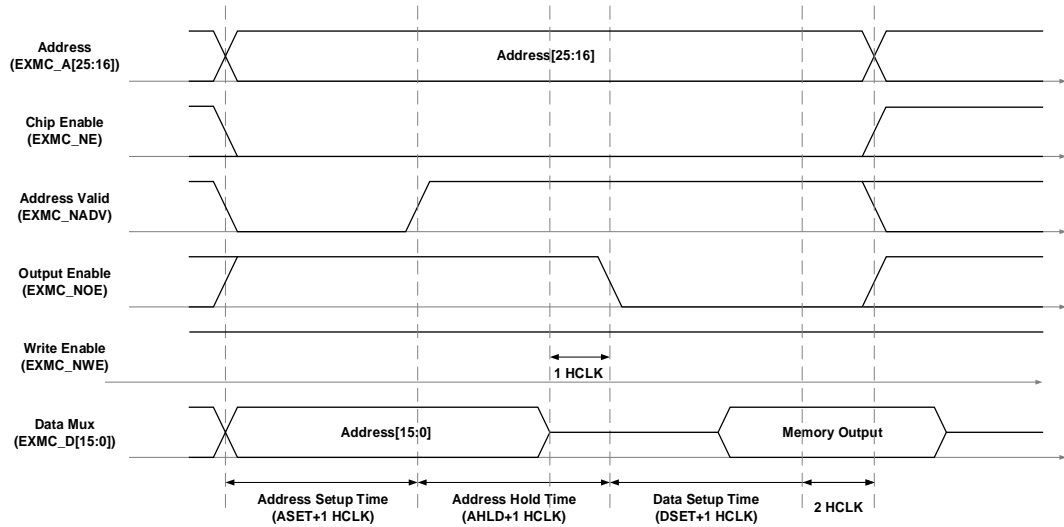 Address
(EXMC_A[25:16])
Address[25:16]
Chip Enable
(EXMC_NE)
Address Valid
(EXMC_NADV)
Output Enable
(EXMC_NOE)
Write Enable
(EXMC_NWE)
1 HCLK
Data Mux
(EXMC_D[15:0])
Address[15:0]
Memory Output
Address Setup Time
(ASET+1 HCLK)
Address Hold Time
(AHLD+1 HCLK)
Data Setup Time
(DSET+1 HCLK)
2 HCLK